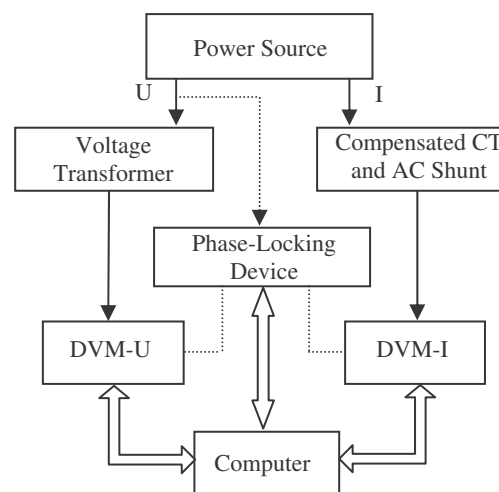 Power Source
U
I
Voltage
Transformer
Compensated CT
and AC Shunt
Phase-Locking
Device
DVM-U
DVM-I
Computer